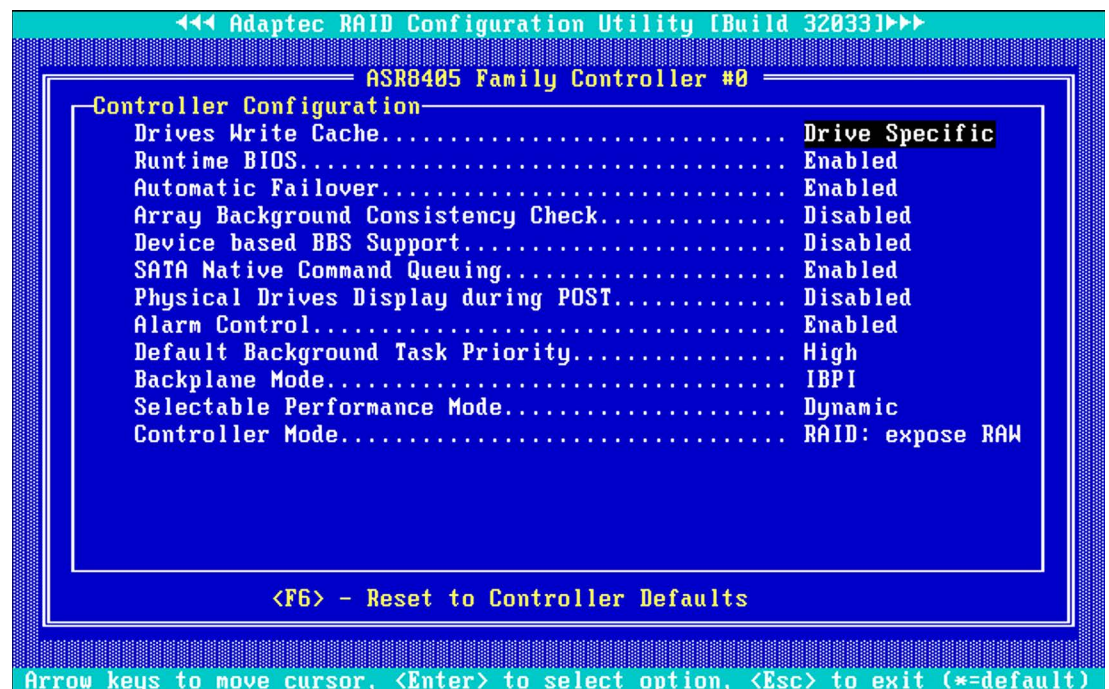 ◄◄◄ Adaptec RAID Configuration Utility [Build 32033]►►►
ASR8405 Family Controller #0
Controller Configuration
Drives Write Cache.............................. Drive Specific
Runtime BIOS.................................... Enabled
Automatic Failover.............................. Enabled
Array Background Consistency Check.............. Disabled
Device based BBS Support........................ Disabled
SATA Native Command Queuing..................... Enabled
Physical Drives Display during POST............. Disabled
Alarm Control................................... Enabled
Default Background Task Priority................ High
Backplane Mode.................................. IBPI
Selectable Performance Mode..................... Dynamic
Controller Mode................................. RAID: expose RAW
<F6> - Reset to Controller Defaults
Arrow keys to move cursor, <Enter> to select option, <Esc> to exit (*=default)